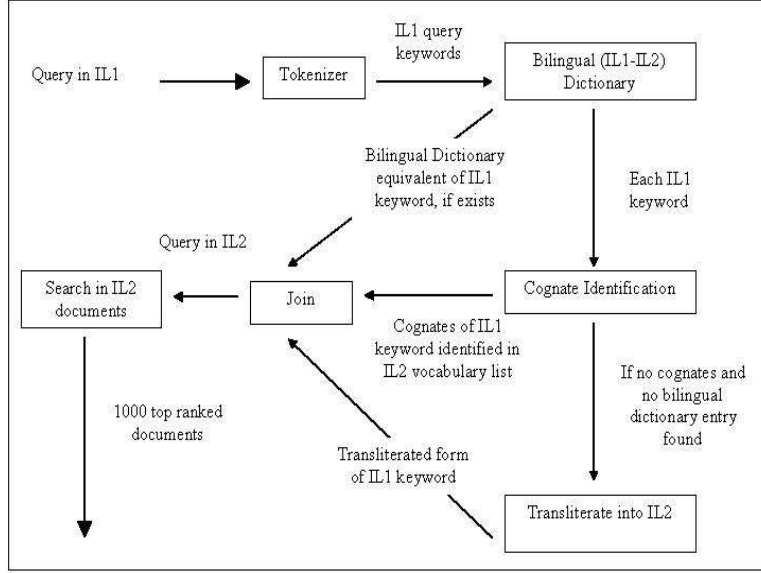 Query in IL1
Tokenizer
IL1 query
keywords
Bilingual (IL1-IL2)
Dictionary
Bilingual Dictionary
equivalent of IL1
keyword, if exists
Each IL1
keyword
Query in IL2
Search in IL2
documents
Join
Cognate Identification
Cognates of IL1
keyword identified in
IL2 vocabulary list
If no cognates and
no bilingual
dictionary entry
found
1000 top ranked
documents
Transliterated form
of IL1 keyword
Transliterate into IL2